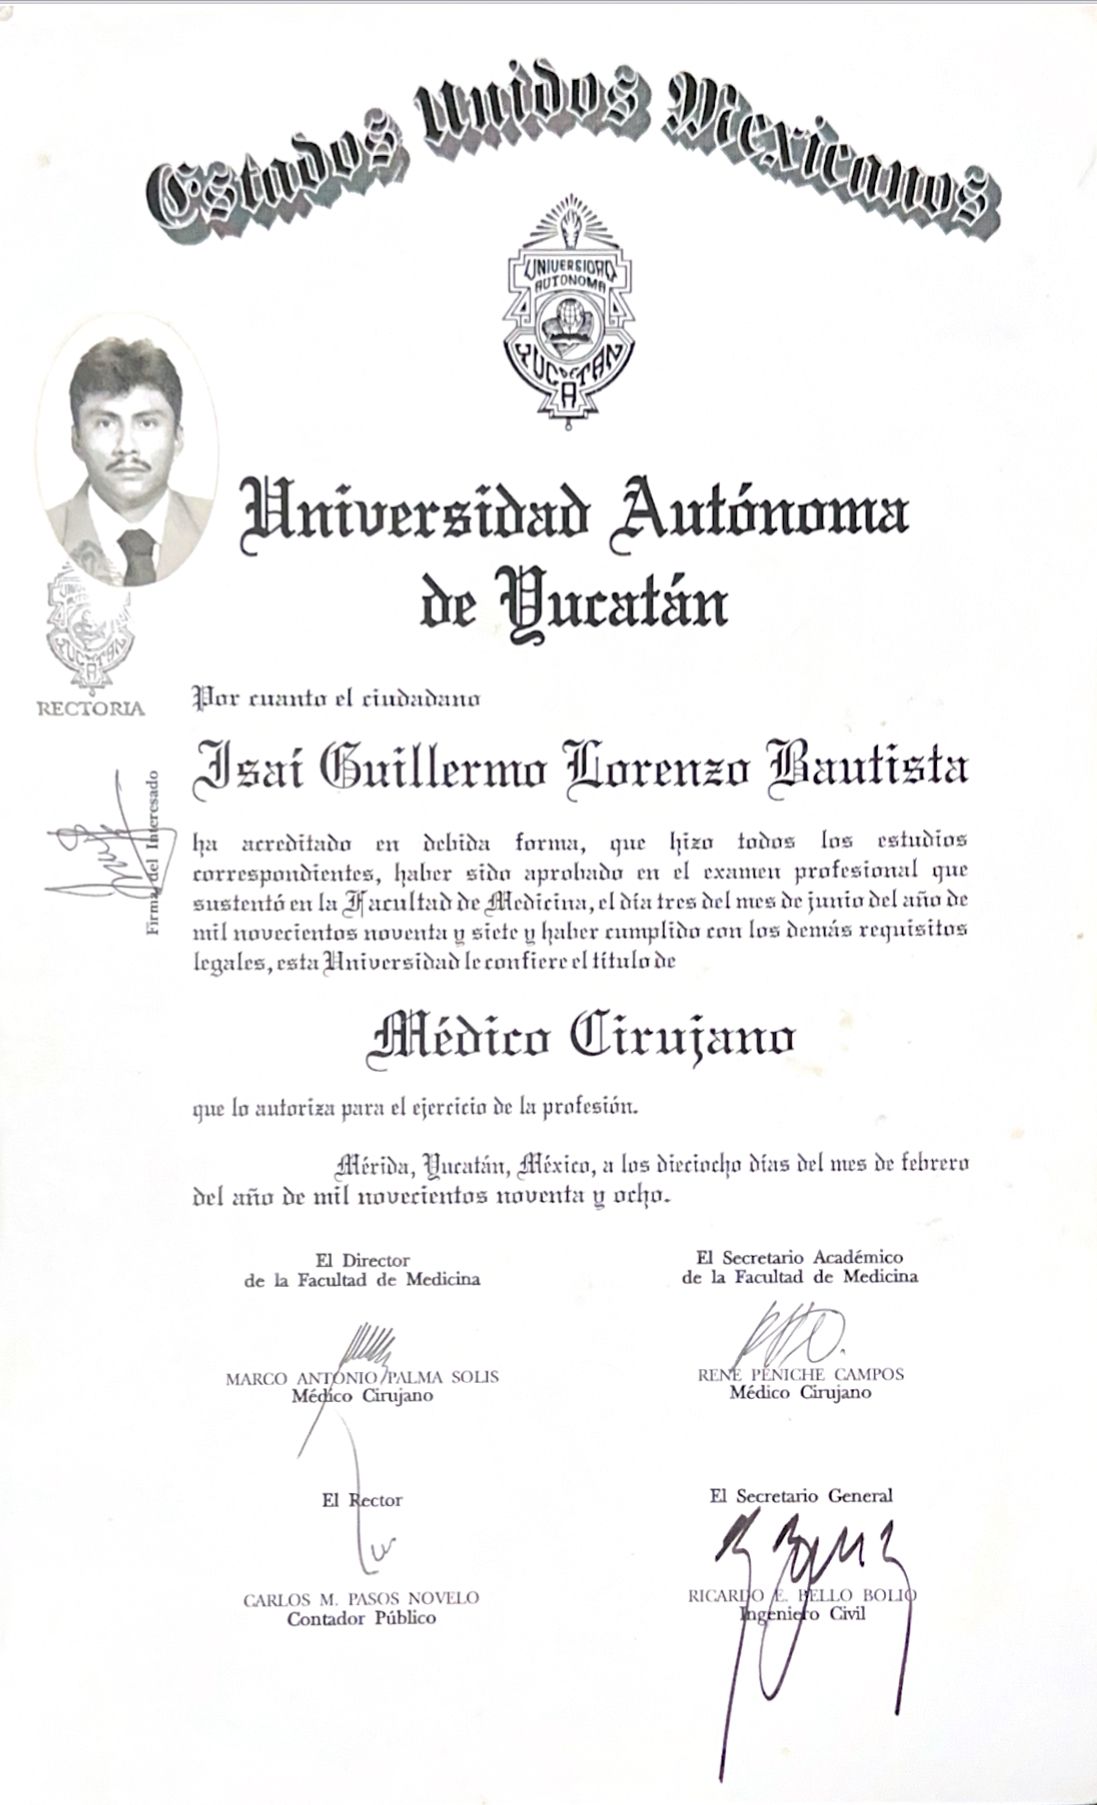 Estados Unidos Mexicanos
UNIVERSIDAD
AUTONOMA
DE
YUCATAN
Universidad Autónoma
de Yucatán
RECTORIA
Por cuanto el ciudadano
Isaí Guillermo Lorenzo Bautista
Firma del Interesado
ha acreditado en debida forma, que hizo todos los estudios
correspondientes, haber sido aprobado en el examen profesional que
sustentó en la Facultad de Medicina, el día tres del mes de junio del año de
mil novecientos noventa y siete y haber cumplido con los demás requisitos
legales, esta Universidad le confiere el título de
Médico Cirujano
que lo autoriza para el ejercicio de la profesión.
Mérida, Yucatán, México, a los dieciocho días del mes de febrero
del año de mil novecientos noventa y ocho.
El Director
de la Facultad de Medicina
MARCO ANTONIO PALMA SOLIS
Médico Cirujano
El Secretario Académico
de la Facultad de Medicina
RENE PENICHE CAMPOS
Médico Cirujano
El Rector
CARLOS M. PASOS NOVELO
Contador Público
El Secretario General
RICARDO E. BELLO BOLIO
Ingeniero Civil